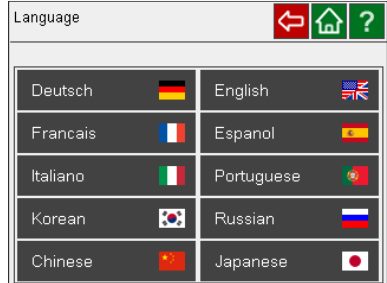 Language
?
Deutsch
English
Francais
Espanol
Italiano
Portuguese
Korean
Russian
Chinese
Japanese